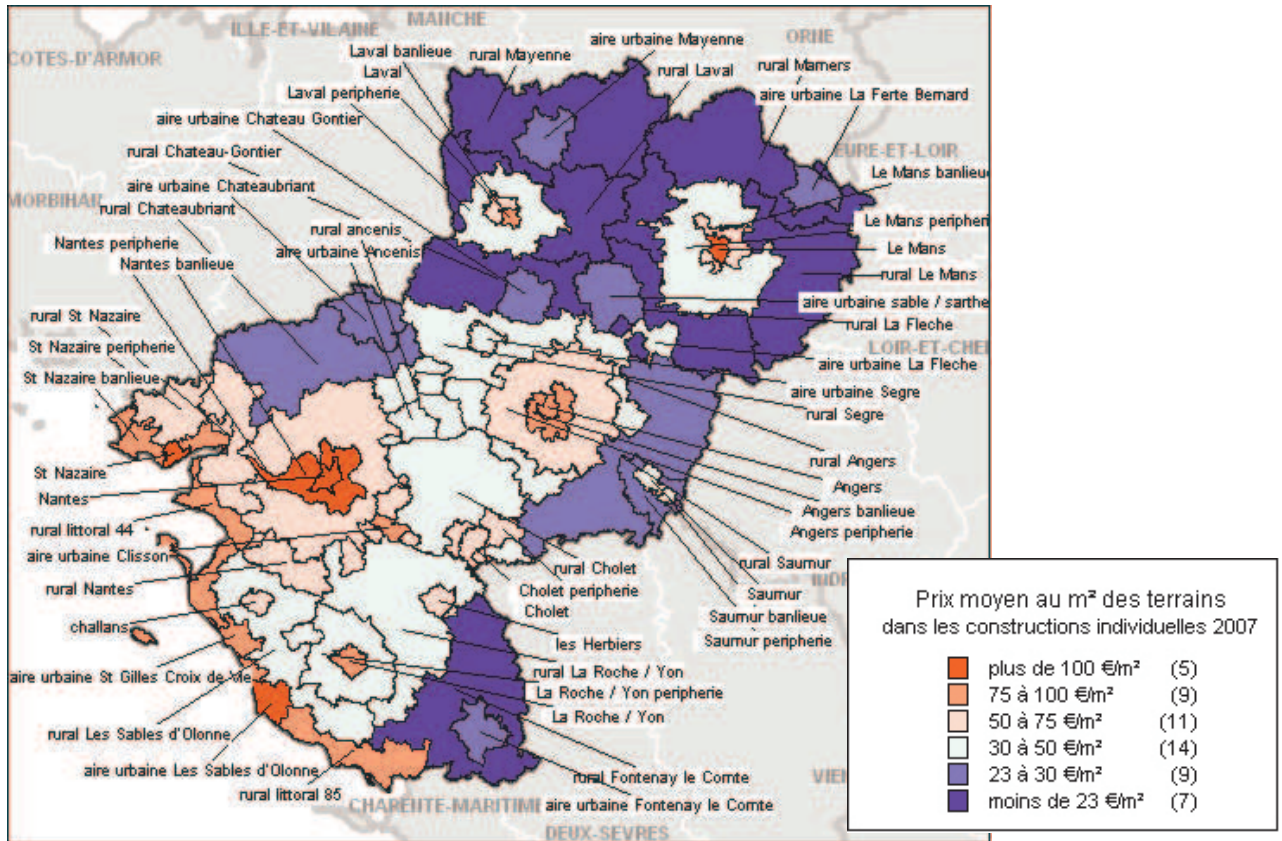 MANCHE
ILLE-ET-VILAINE
ORNE
COTES-D'ARMOR
Laval banlieue
rural Mayenne
aire urbaine Mayenne
Laval
rural Laval
rural Mamers
Laval peripherie
aire urbaine La Ferte Bernard
aire urbaine Chateau Gontier
rural Chateau-Gontier
EURE-ET-LOIR
Le Mans banlieue
aire urbaine Chateaubriant
MORBIHAN
rural Chateaubriant
rural ancenis
Le Mans peripheri
Nantes peripherie
aire urbaine Ancenis
Le Mans
Nantes banlieue
rural Le Mans
aire urbaine sable / sarthe
rural St Nazaire
rural La Fleche
St Nazaire peripherie
LOIR-ET-CHER
St Nazaire banlieue
aire urbaine La Fleche
aire urbaine Segre
rural Segre
St Nazaire
rural Angers
Nantes
Angers
rural littoral 44
Angers banlieue
Angers peripherie
aire urbaine Clisson
rural Saumur
rural Cholet
INDR
rural Nantes
Cholet peripherie
Saumur
Cholet
Saumur banlieue
challans
les Herbiers
Saumur peripherie
aire urbaine St Gilles Croix de Vie
rural La Roche / Yon
La Roche / Yon peripherie
La Roche / Yon
rural Les Sables d'Olonne
aire urbaine Les Sables d'Olonne
rural Fontenay le Comte
VIEN
rural littoral 85
CHARENTE-MARITIME
aire urbaine Fontenay le Comte
DEUX-SEVRES
Prix moyen au m² des terrains
dans les constructions individuelles 2007
plus de 100 €/m² (5)
75 à 100 €/m² (9)
50 à 75 €/m² (11)
30 à 50 €/m² (14)
23 à 30 €/m² (9)
moins de 23 €/m² (7)